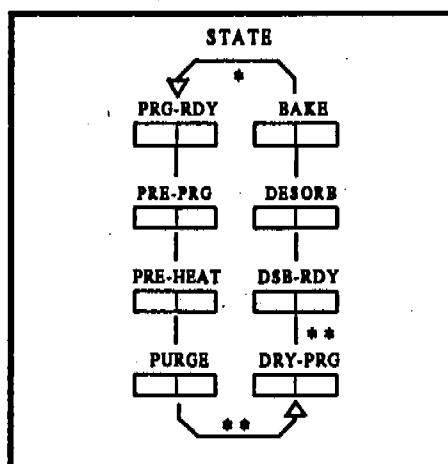 STATE
*
PRG-RDY BAKE
PRE-PRG DESORB
PRE-HEAT DSB-RDY
**
PURGE DRY-PRG
**